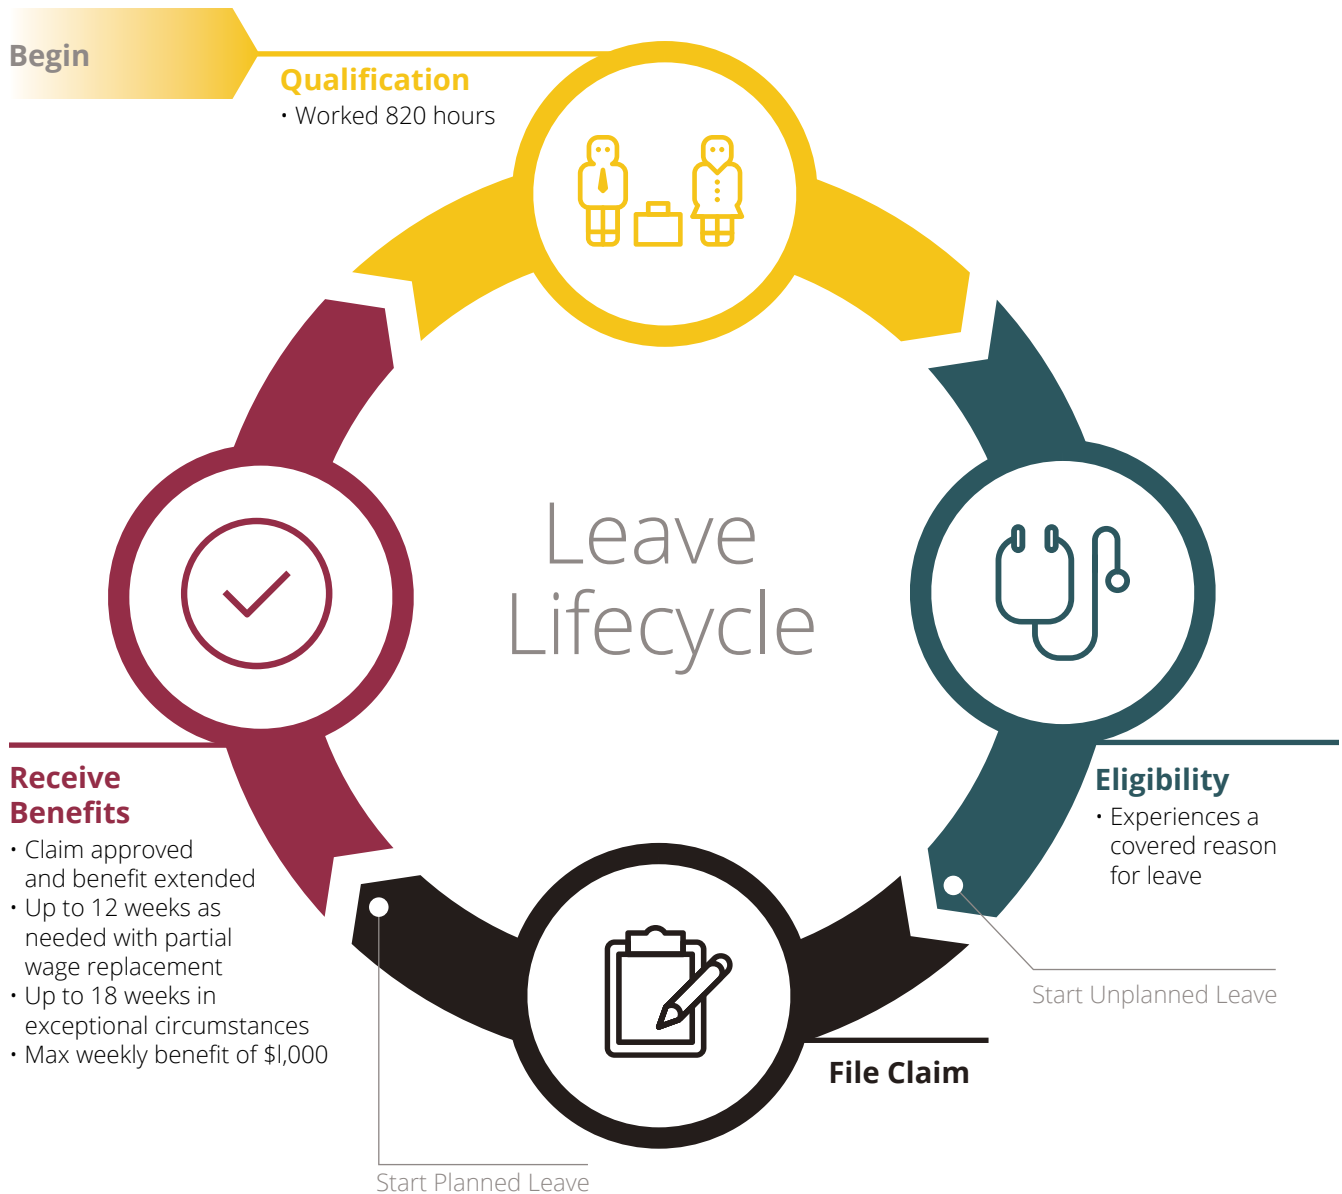 Begin
Qualification
• Worked 820 hours
Leave
Lifecycle
Eligibility
• Experiences a
covered reason
for leave
Start Unplanned Leave
File Claim
Start Planned Leave
Receive
Benefits
• Claim approved
and benefit extended
• Up to 12 weeks as
needed with partial
wage replacement
• Up to 18 weeks in
exceptional circumstances
• Max weekly benefit of $l,000